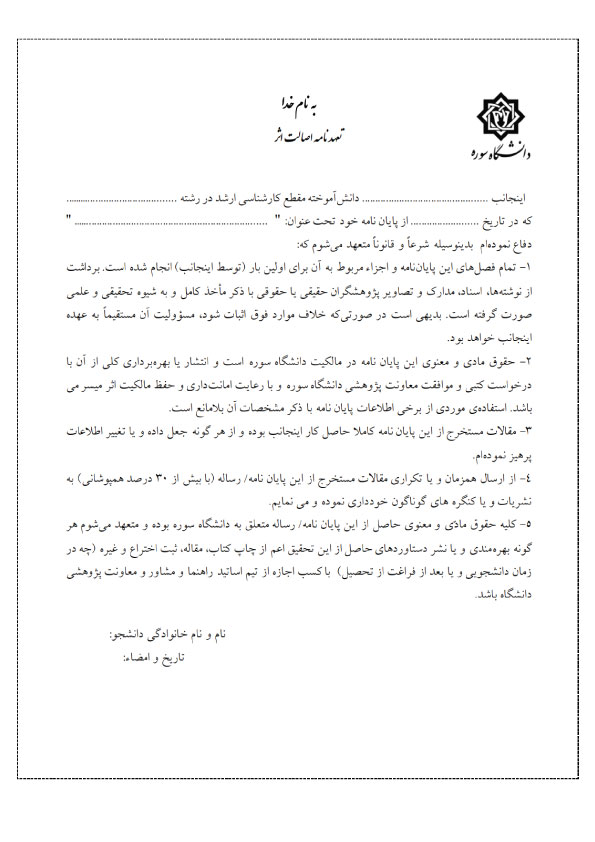 به نام خدا
تعهدنامه اصالت اثر
دانشگاه سوره
اینجانب ............................................ دانش‌آموخته مقطع کارشناسی ارشد در رشته .......................................
که در تاریخ ........................ از پایان نامه خود تحت عنوان: " .................................................................... "
دفاع نموده‌ام بدینوسیله شرعاً و قانوناً متعهد می‌شوم که:
۱- تمام فصل‌های این پایان‌نامه و اجزاء مربوط به آن برای اولین بار (توسط اینجانب) انجام شده است. برداشت
از نوشته‌ها، اسناد، مدارک و تصاویر پژوهشگران حقیقی یا حقوقی با ذکر مأخذ کامل و به شیوه تحقیقی و علمی
صورت گرفته است. بدیهی است در صورتی‌که خلاف موارد فوق اثبات شود، مسؤولیت آن مستقیماً به عهده
اینجانب خواهد بود.
۲- حقوق مادی و معنوی این پایان نامه در مالکیت دانشگاه سوره است و انتشار یا بهره‌برداری کلی از آن با
درخواست کتبی و موافقت معاونت پژوهشی دانشگاه سوره و با رعایت امانت‌داری و حفظ مالکیت اثر میسر می
باشد. استفاده‌ی موردی از برخی اطلاعات پایان نامه با ذکر مشخصات آن بلامانع است.
۳- مقالات مستخرج از این پایان نامه کاملا حاصل کار اینجانب بوده و از هر گونه جعل داده و یا تغییر اطلاعات
پرهیز نموده‌ام.
٤- از ارسال همزمان و یا تکراری مقالات مستخرج از این پایان نامه/ رساله (با بیش از ۳۰ درصد همپوشانی) به
نشریات و یا کنگره های گوناگون خودداری نموده و می نمایم.
٥- کلیه حقوق مادّی و معنوی حاصل از این پایان نامه/ رساله متعلق به دانشگاه سوره بوده و متعهد می‌شوم هر
گونه بهره‌مندی و یا نشر دستاوردهای حاصل از این تحقیق اعم از چاپ کتاب، مقاله، ثبت اختراع و غیره (چه در
زمان دانشجویی و یا بعد از فراغت از تحصیل) با کسب اجازه از تیم اساتید راهنما و مشاور و معاونت پژوهشی
دانشگاه باشد.
نام و نام خانوادگی دانشجو:
تاریخ و امضاء: